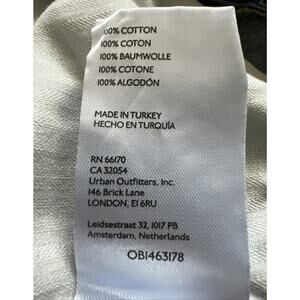 100% COTTON
100% COTON
100% BAUMWOLLE
100% COTONE
100% ALGODÓN
MADE IN TURKEY
HECHO EN TURQUÍA
RN 66170
CA 32054
Urban Outfitters, Inc.
146 Brick Lane
LONDON, E1 6RU
Leidsestraat 32, 1017 PB
Amsterdam, Netherlands
OB1463178